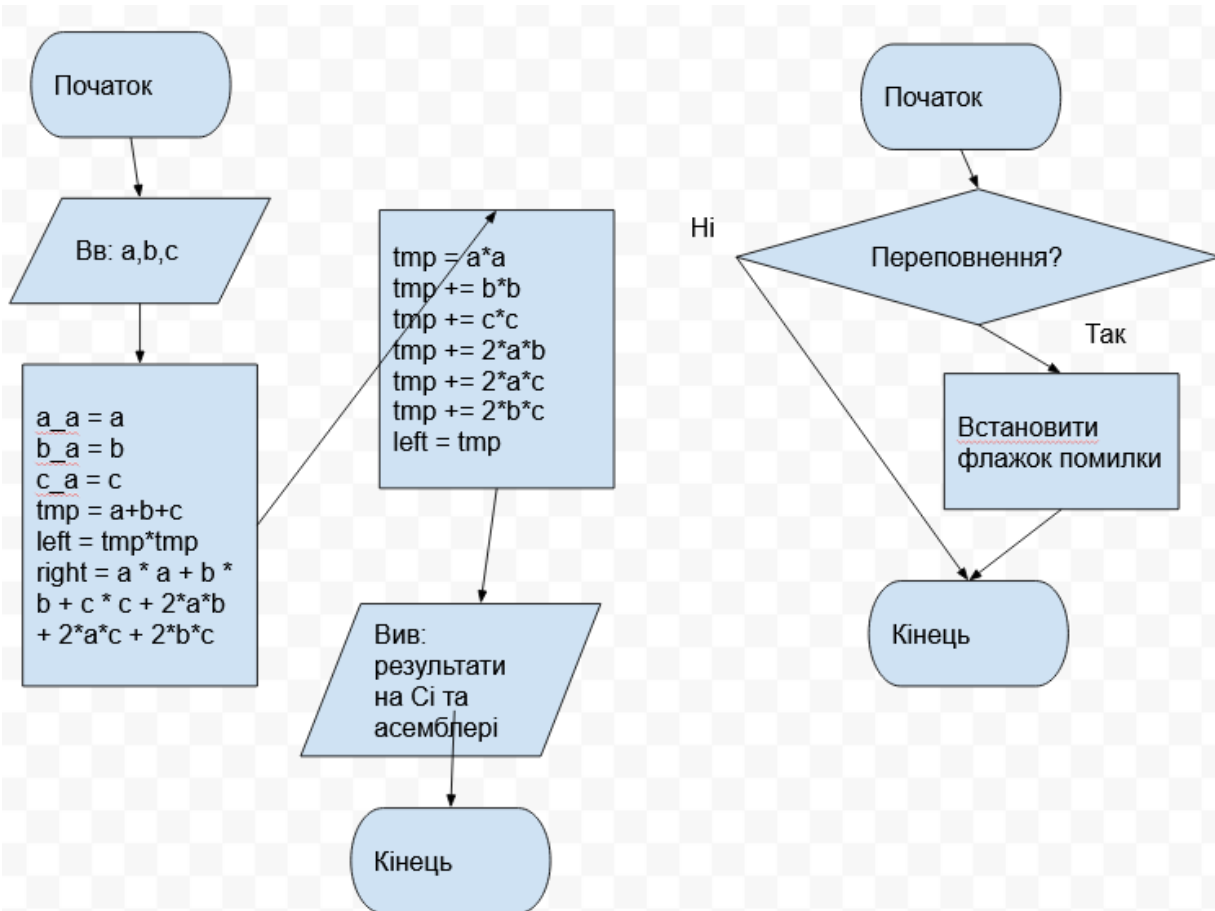 Початок
Вв: a,b,c
a_a = a
b_a = b
c_a = c
tmp = a+b+c
left = tmp*tmp
right = a * a + b *
b + c * c + 2*a*b
+ 2*a*c + 2*b*c
tmp = a*a
tmp += b*b
tmp += c*c
tmp += 2*a*b
tmp += 2*a*c
tmp += 2*b*c
left = tmp
Вив:
результати
на Сі та
асемблері
Кінець
Початок
Ні
Переповнення?
Так
Встановити
флажок помилки
Кінець